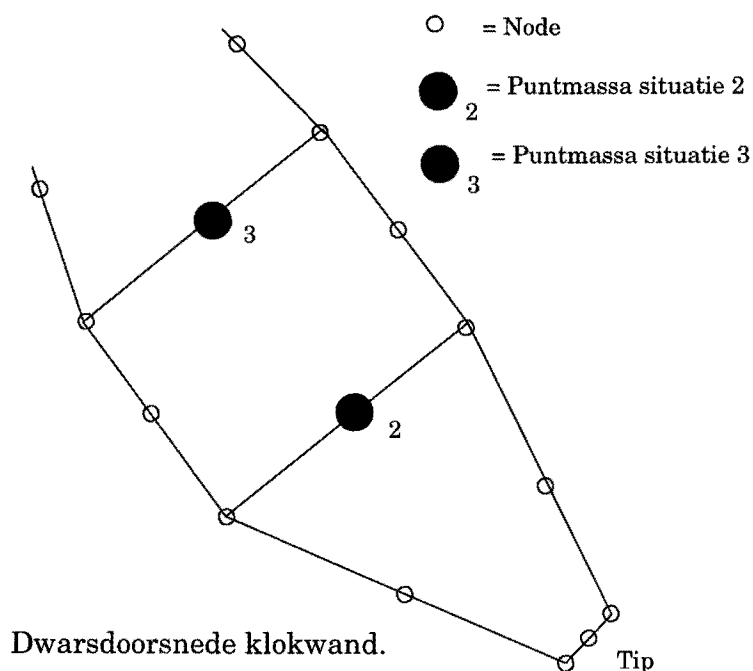 = Node
= Puntmassa situatie 2
2
= Puntmassa situatie 3
3
3
2
Dwarsdoorsnede klokwand.
Tip